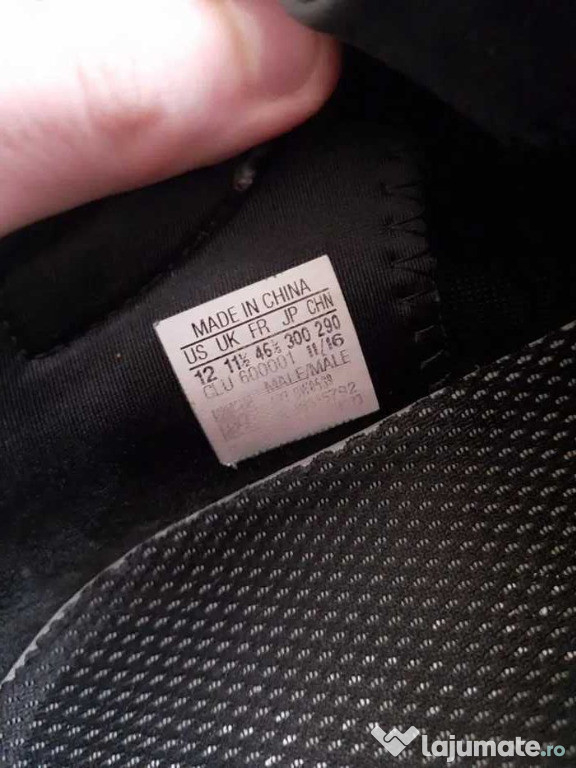 MADE IN CHINA
US UK FR JP CHN
12 11½ 46⅔ 300 290
CLU 600001 11/16
MALE/MALE
Lajumate.ro